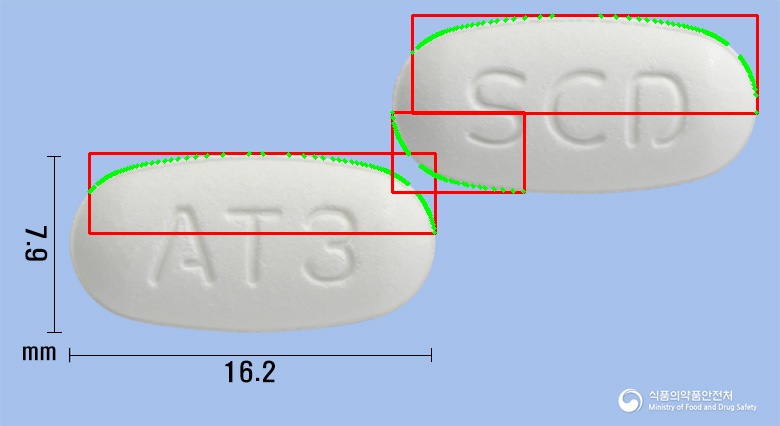 SCD
AT3
7.9
mm
16.2
식품의약품안전처
Ministry of Food and Drug Safety